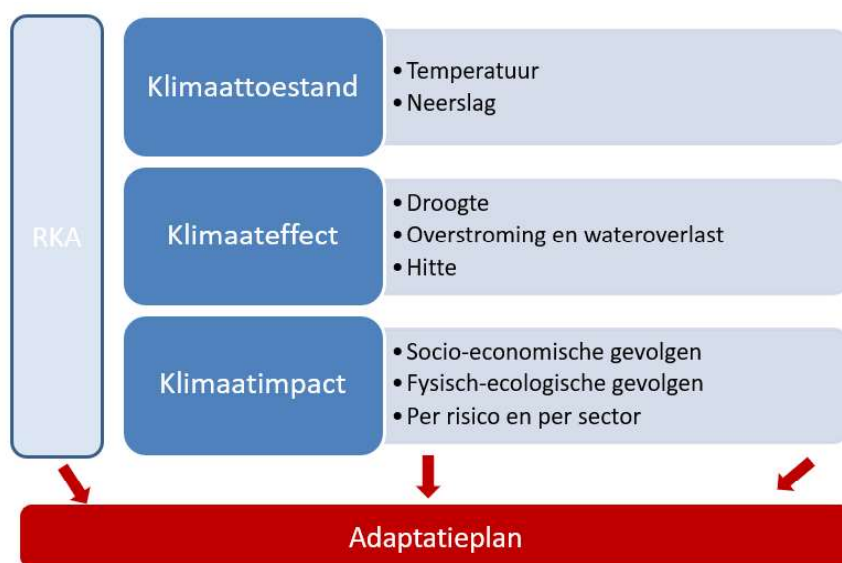 RKA
Klimaattoestand
• Temperatuur
• Neerslag
Klimaateffect
• Droogte
• Overstroming en wateroverlast
• Hitte
Klimaatimpact
• Socio-economische gevolgen
• Fysisch-ecologische gevolgen
• Per risico en per sector
Adaptatieplan